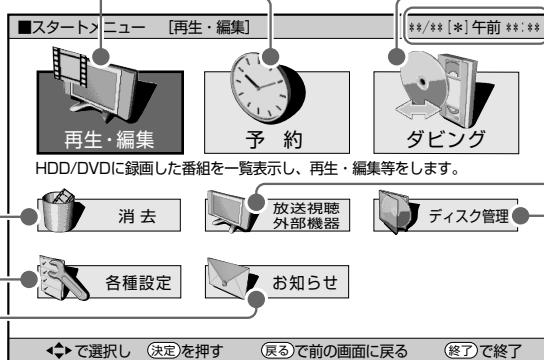 ■スタートメニュー ［再生・編集］ **/**[*]午前 **:**
再生・編集
予 約
ダビング
HDD/DVDに録画した番組を一覧表示し、再生・編集等をします。
消 去
放送視聴
外部機器
ディスク管理
各種設定
お知らせ
で選択し 決定を押す 戻るで前の画面に戻る 終了で終了